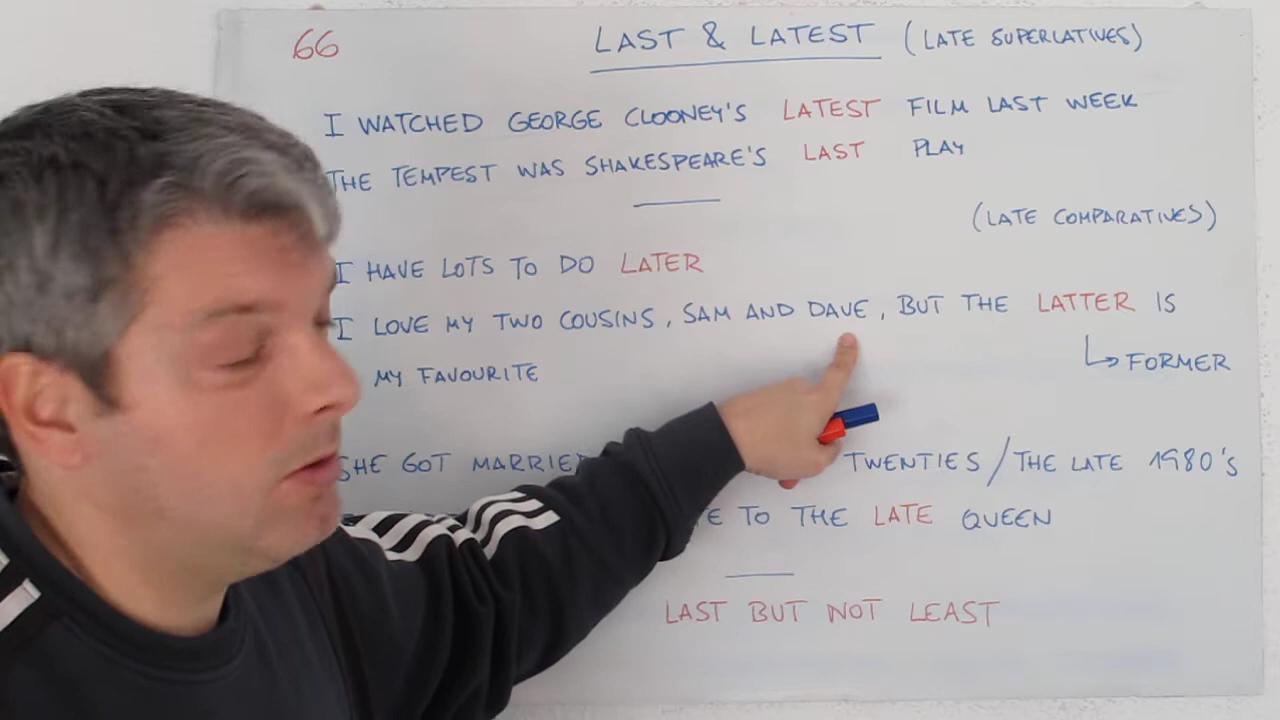 66
LAST & LATEST (LATE SUPERLATIVES)
I WATCHED GEORGE CLOONEY'S LATEST FILM LAST WEEK
THE TEMPEST WAS SHAKESPEARE'S LAST PLAY
(LATE COMPARATIVES)
I HAVE LOTS TO DO LATER
I LOVE MY TWO COUSINS, SAM AND DAVE, BUT THE LATTER IS
FORMER
MY FAVOURITE
SHE GOT MARRIED TWENTIES/THE LATE 1980'S
TO THE LATE QUEEN
LAST BUT NOT LEAST